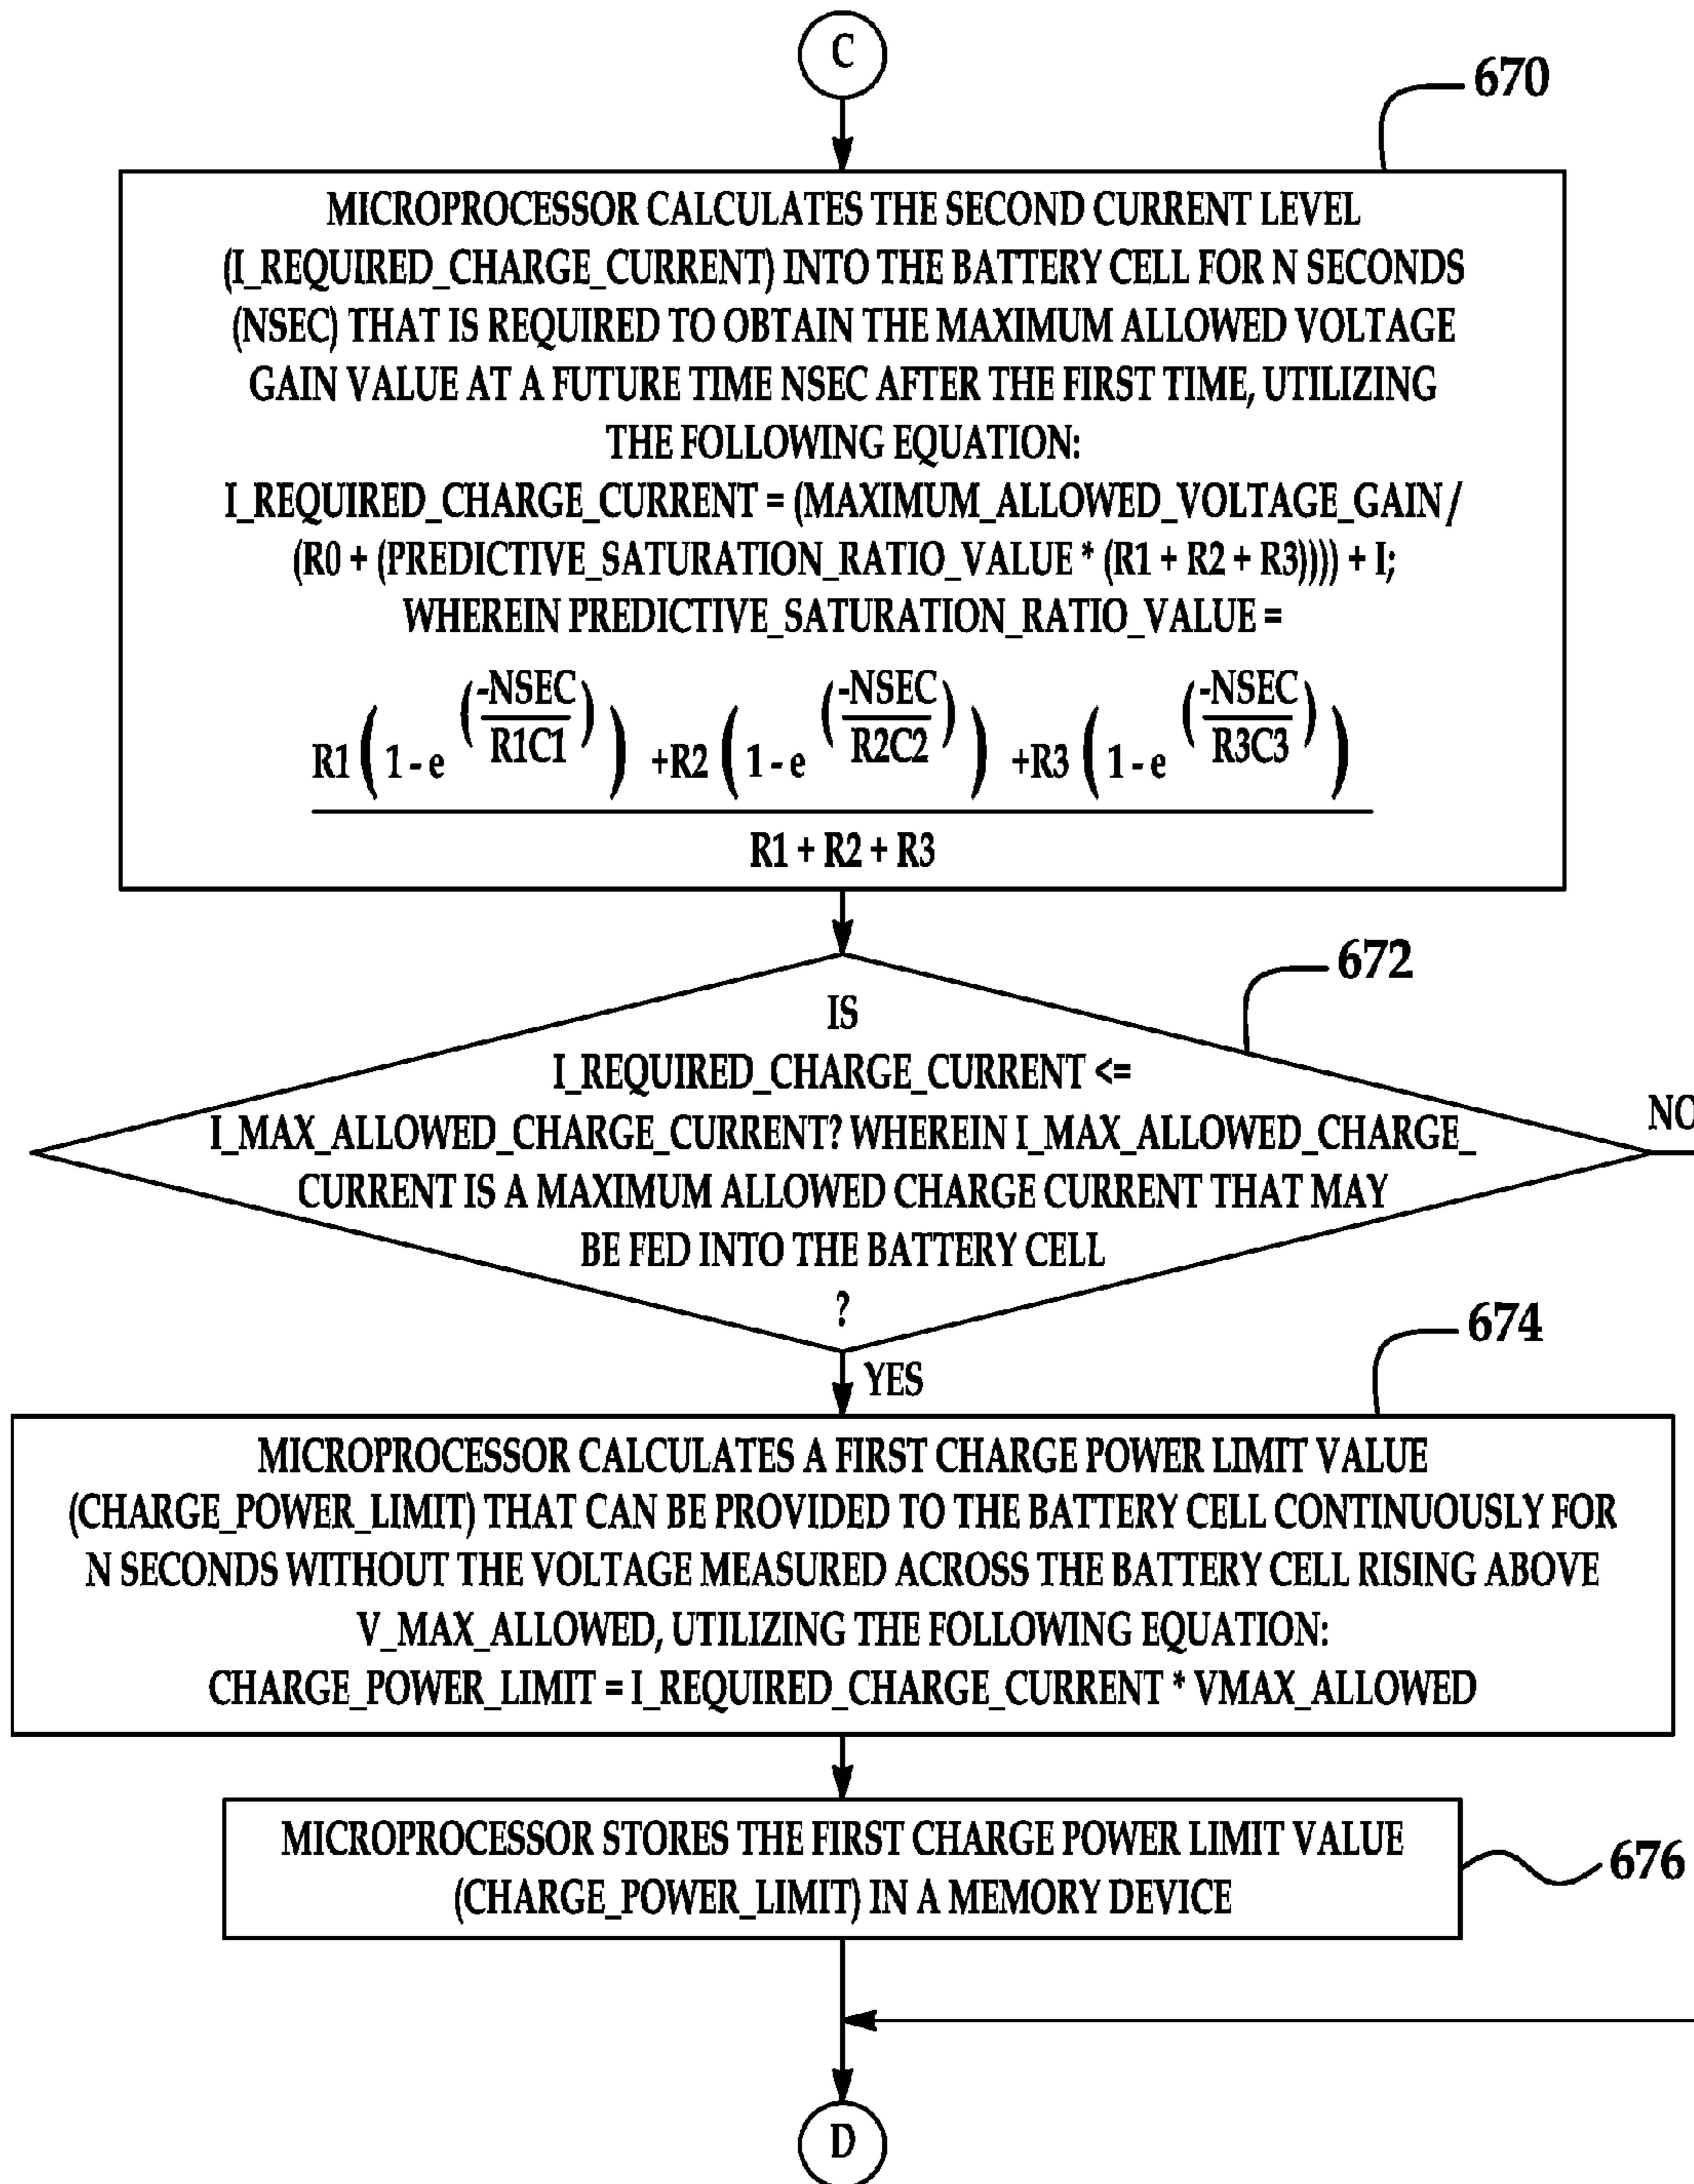 C
670
MICROPROCESSOR CALCULATES THE SECOND CURRENT LEVEL
(I_REQUIRED_CHARGE_CURRENT) INTO THE BATTERY CELL FOR N SECONDS
(NSEC) THAT IS REQUIRED TO OBTAIN THE MAXIMUM ALLOWED VOLTAGE
GAIN VALUE AT A FUTURE TIME NSEC AFTER THE FIRST TIME, UTILIZING
THE FOLLOWING EQUATION:
I_REQUIRED_CHARGE_CURRENT = (MAXIMUM_ALLOWED_VOLTAGE_GAIN /
(R0 + (PREDICTIVE_SATURATION_RATIO_VALUE * (R1 + R2 + R3)))) + I;
WHEREIN PREDICTIVE_SATURATION_RATIO_VALUE =
R1 ( 1 - e (-NSEC / R1C1) ) +R2 ( 1 - e (-NSEC / R2C2) ) +R3 ( 1 - e (-NSEC / R3C3) )
R1 + R2 + R3
672
IS
I_REQUIRED_CHARGE_CURRENT <=
I_MAX_ALLOWED_CHARGE_CURRENT? WHEREIN I_MAX_ALLOWED_CHARGE_
CURRENT IS A MAXIMUM ALLOWED CHARGE CURRENT THAT MAY
BE FED INTO THE BATTERY CELL
?
NO
YES
674
MICROPROCESSOR CALCULATES A FIRST CHARGE POWER LIMIT VALUE
(CHARGE_POWER_LIMIT) THAT CAN BE PROVIDED TO THE BATTERY CELL CONTINUOUSLY FOR
N SECONDS WITHOUT THE VOLTAGE MEASURED ACROSS THE BATTERY CELL RISING ABOVE
V_MAX_ALLOWED, UTILIZING THE FOLLOWING EQUATION:
CHARGE_POWER_LIMIT = I_REQUIRED_CHARGE_CURRENT * VMAX_ALLOWED
MICROPROCESSOR STORES THE FIRST CHARGE POWER LIMIT VALUE
(CHARGE_POWER_LIMIT) IN A MEMORY DEVICE
676
D